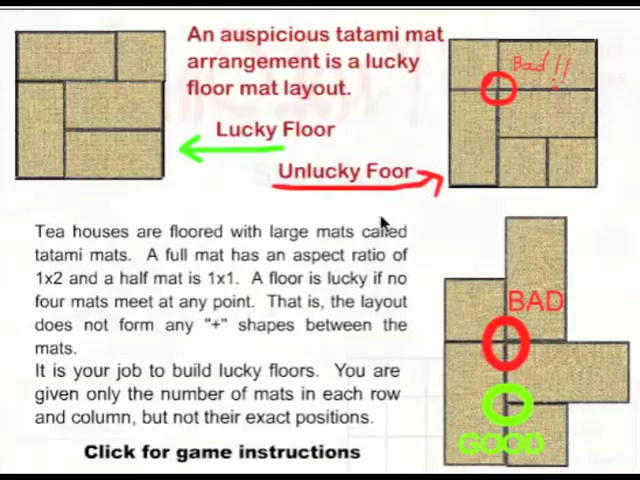 An auspicious tatami mat
arrangement is a lucky
floor mat layout.
Bad!!
Lucky Floor
Unlucky Foor
Tea houses are floored with large mats called
tatami mats. A full mat has an aspect ratio of
1x2 and a half mat is 1x1. A floor is lucky if no
four mats meet at any point. That is, the layout
does not form any "+" shapes between the
mats.
It is your job to build lucky floors. You are
given only the number of mats in each row
and column, but not their exact positions.
BAD
GOOD
Click for game instructions